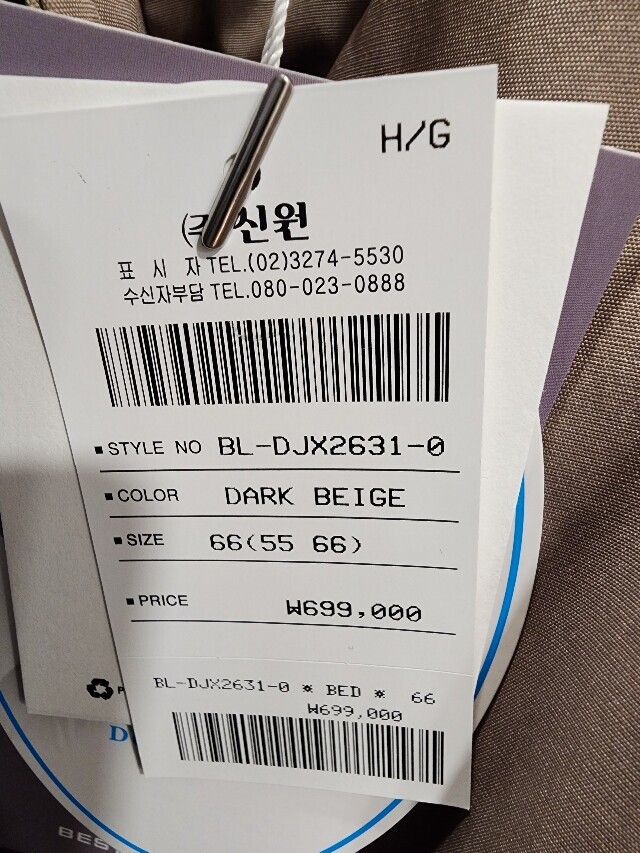 H/G
(주)신원
표 시 자 TEL.(02)3274-5530
수신자부담 TEL.080-023-0888
■ STYLE NO BL-DJX2631-0
■ COLOR DARK BEIGE
■ SIZE 66(55 66)
■ PRICE ₩699,000
BL-DJX2631-0 * BED * 66
₩699,000